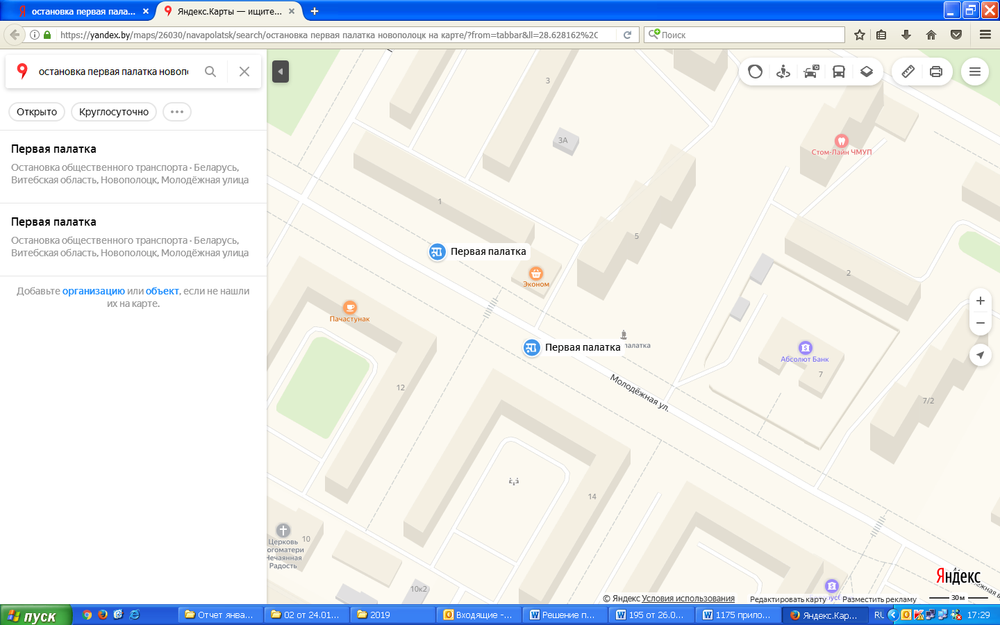 остановка первая пала...
Яндекс.Карты — ищите...
https://yandex.by/maps/26030/navapolatsk/search/остановка первая палатка новополоцк на карте/?from=tabbar&ll=28.628162%2C
Поиск
остановка первая палатка новопо
Открыто
Круглосуточно
Первая палатка
Остановка общественного транспорта · Беларусь,
Витебская область, Новополоцк, Молодёжная улица
Первая палатка
Остановка общественного транспорта · Беларусь,
Витебская область, Новополоцк, Молодёжная улица
Добавьте организацию или объект, если не нашли
их на карте.
3
3А
Стом-Лайн ЧМУП
1
5
Первая палатка
Эконом
2
Пачастунак
Первая палатка
палатка
Абсолют Банк
7
12
Молодёжная ул.
7/2
14
10
Церковь
огоматери
Нечаянная
Радость
10к2
Яндекс
© Яндекс Условия использования
Редактировать карту
Разместить рекламу
30 м
пуск
Отчет янва...
02 от 24.01...
2019
Входящие -...
Решение п...
195 от 26.0...
1175 прило...
Яндекс.Кар...
RU
17:29